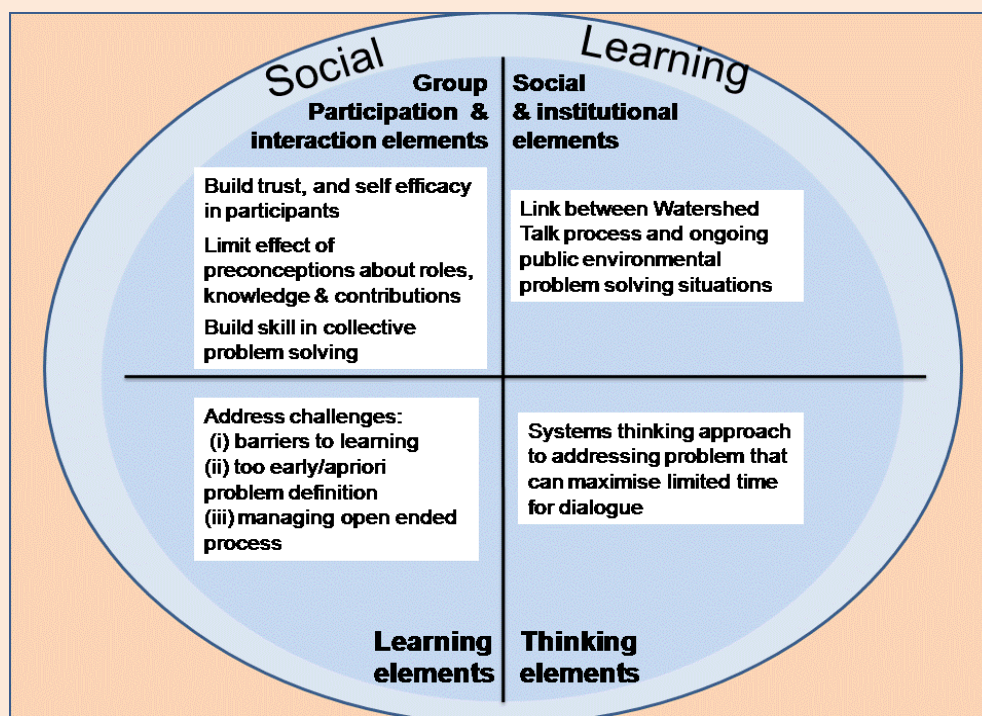 Social
Learning
Group
Participation &
interaction elements
Social
& institutional
elements
Build trust, and self efficacy
in participants
Limit effect of
preconceptions about roles,
knowledge & contributions
Build skill in collective
problem solving
Link between Watershed
Talk process and ongoing
public environmental
problem solving situations
Address challenges:
(i) barriers to learning
(ii) too early/apriori
problem definition
(iii) managing open ended
process
Systems thinking approach
to addressing problem that
can maximise limited time
for dialogue
Learning
elements
Thinking
elements